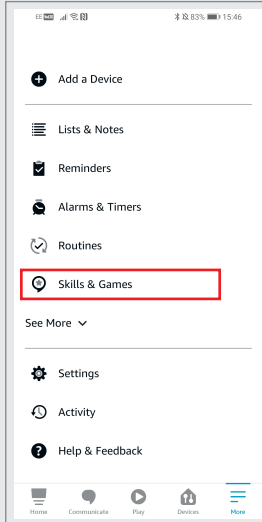 EE 83% 15:46
Add a Device
Lists & Notes
Reminders
Alarms & Timers
Routines
Skills & Games
See More
Settings
Activity
Help & Feedback
Home Communicate Play Devices More